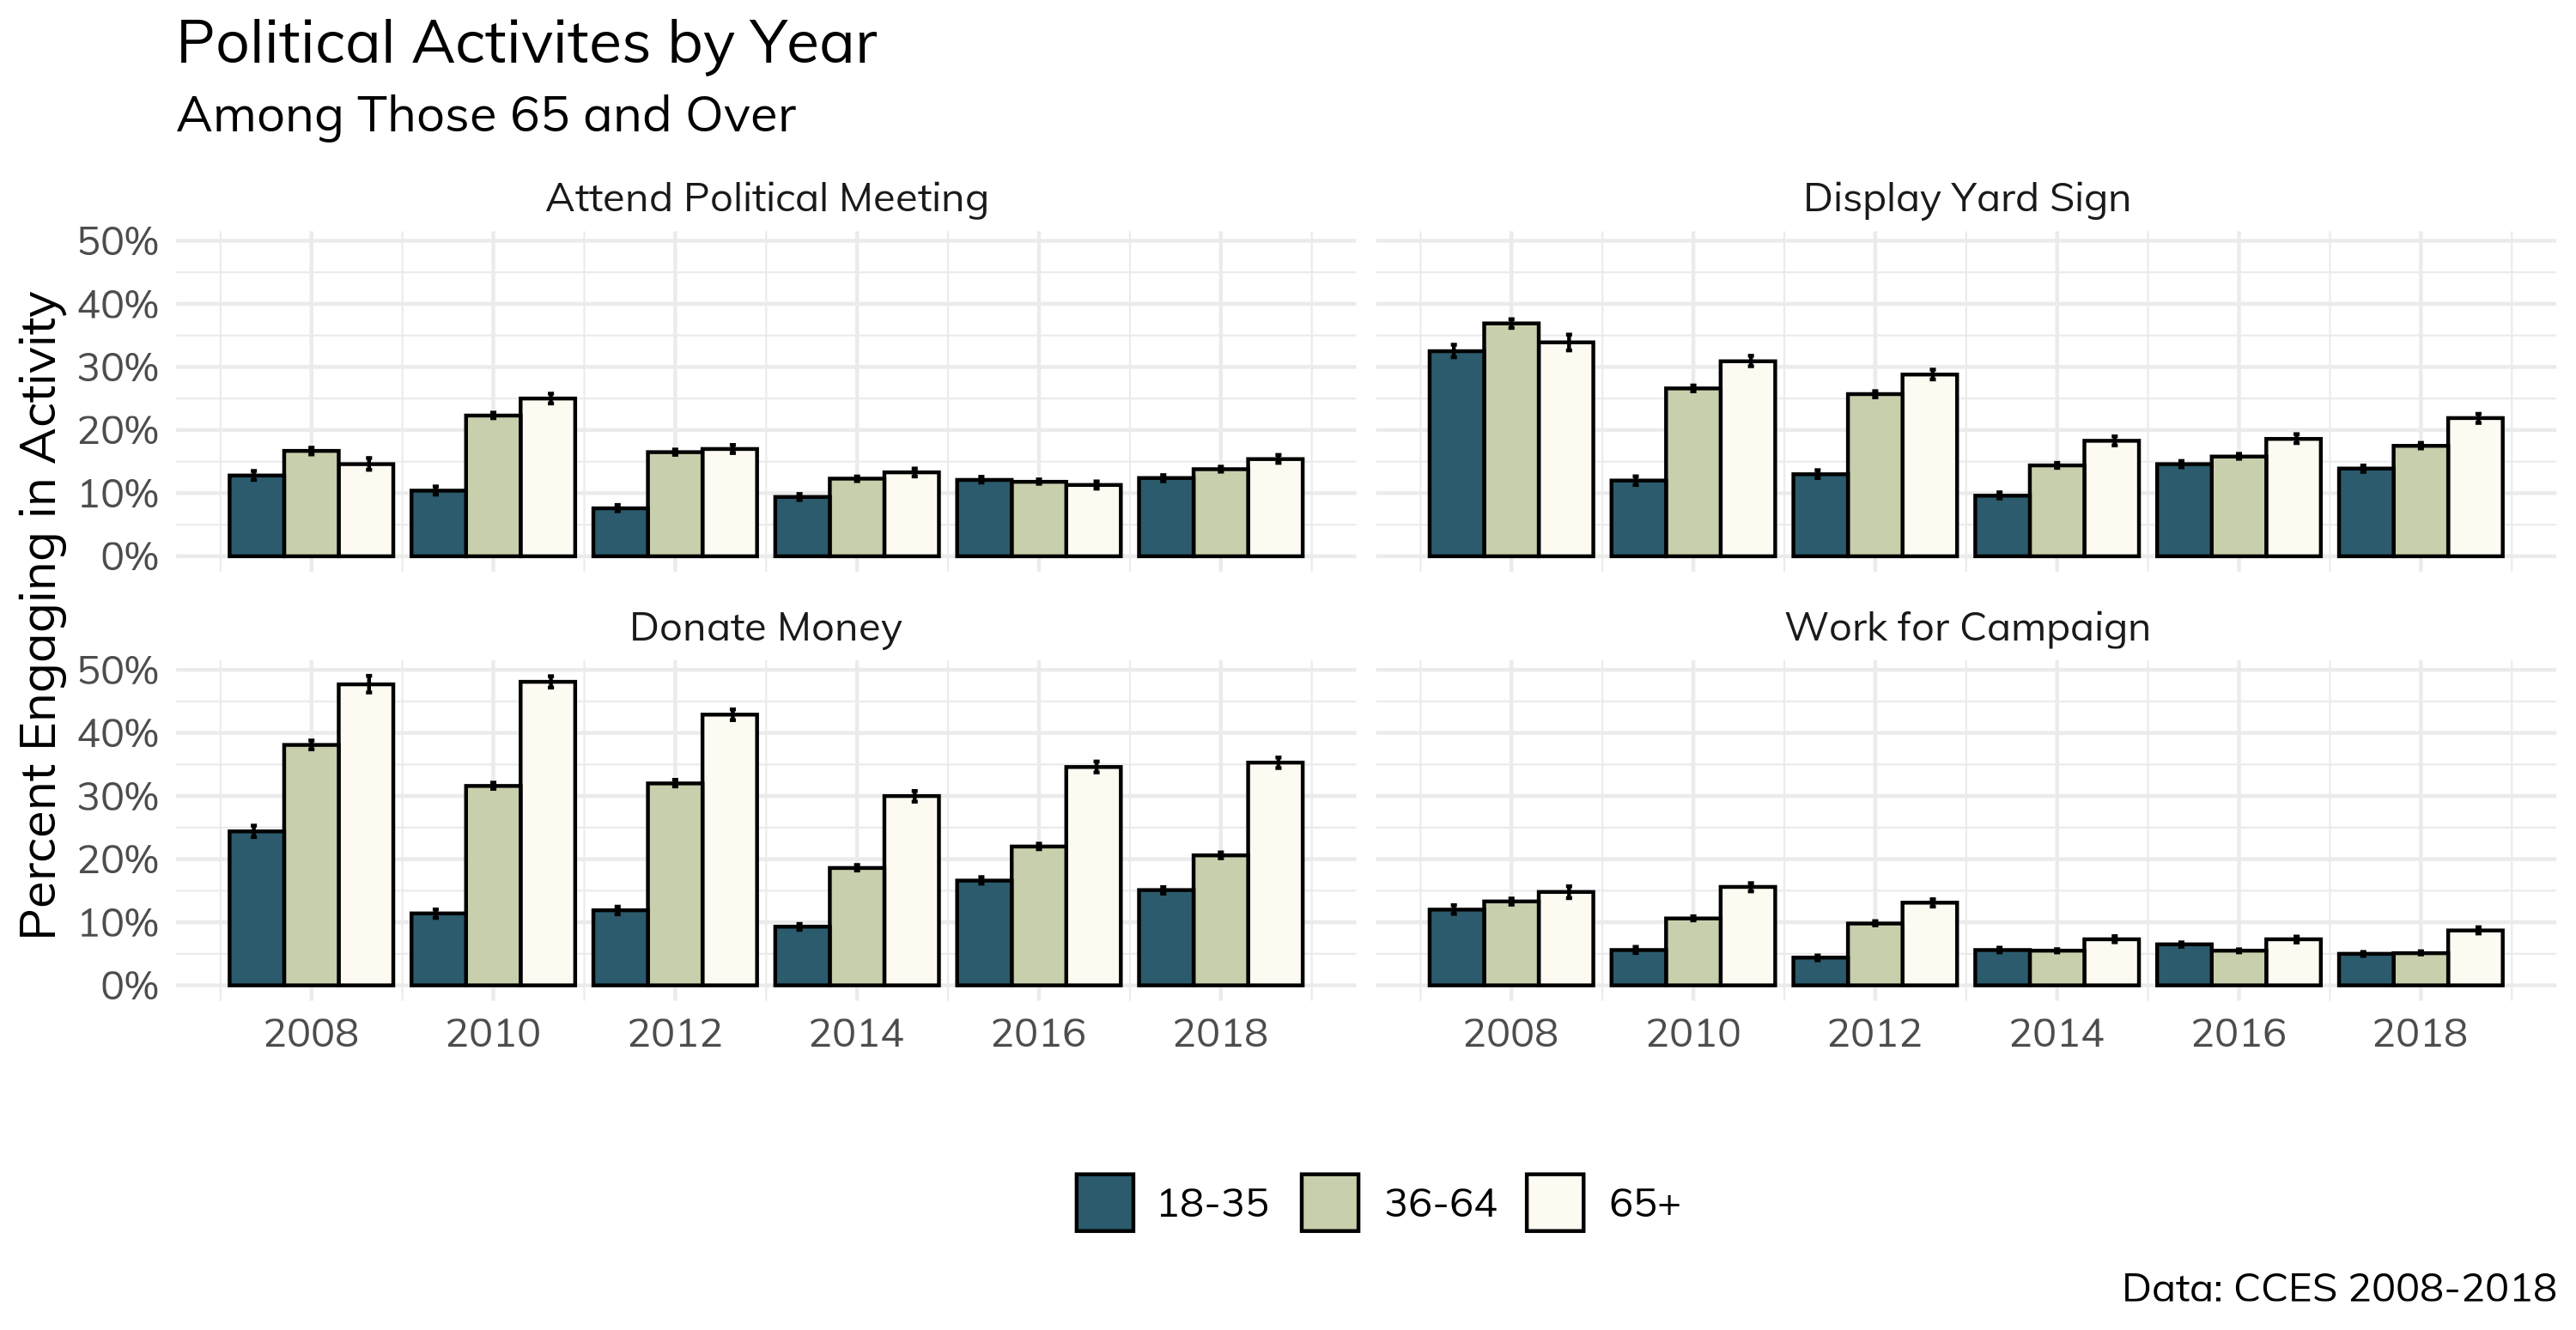 Political Activites by Year
Among Those 65 and Over
Attend Political Meeting
Display Yard Sign
50%
40%
30%
20%
10%
0%
Donate Money
Work for Campaign
50%
40%
30%
20%
10%
0%
Percent Engaging in Activity
2008 2010 2012 2014 2016 2018
2008 2010 2012 2014 2016 2018
18-35 36-64 65+
Data: CCES 2008-2018